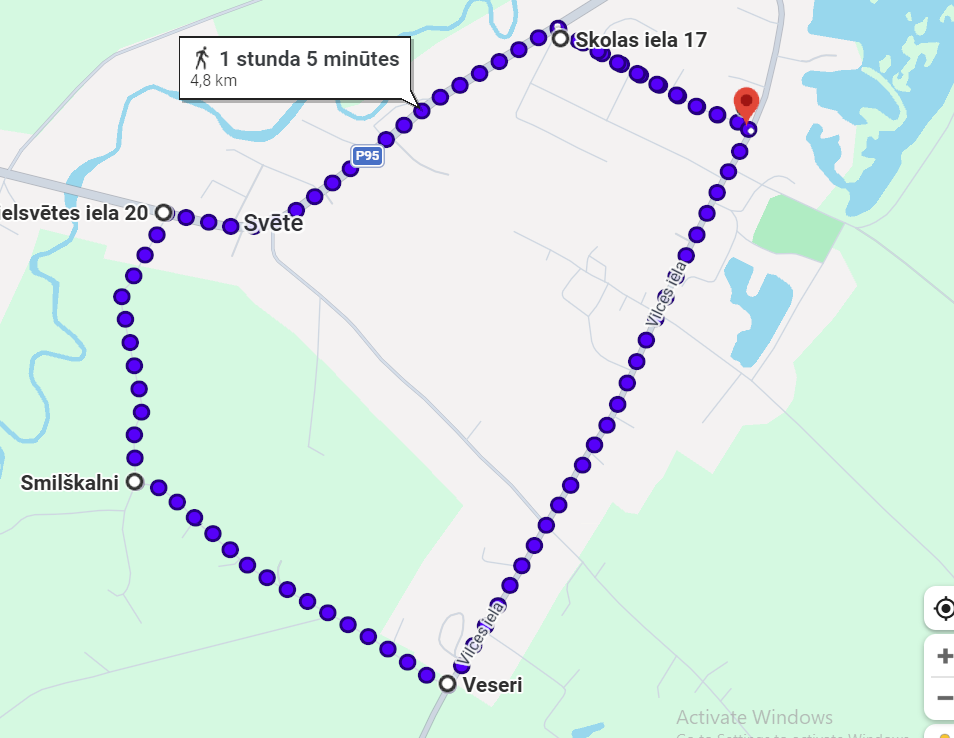 Skolas iela 17
1 stunda 5 minūtes
4,8 km
P95
ielsvētes iela 20
Svēte
Vilces iela
Smilškalni
Vilces iela
Veseri
Activate Windows